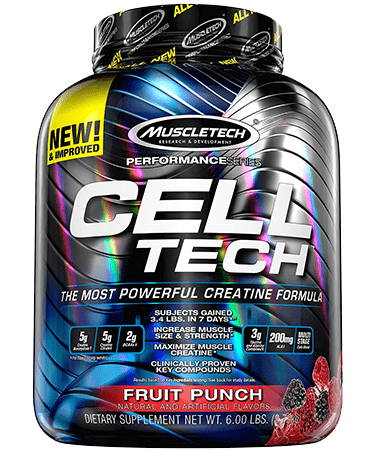 NEW!
& IMPROVED
MUSCLETECH
RESEARCH & DEVELOPMENT
PERFORMANCE SERIES
CELL
TECH
THE MOST POWERFUL CREATINE FORMULA
SUBJECTS GAINED
3.4 LBS. IN 7 DAYS
INCREASE MUSCLE
SIZE & STRENGTH
MAXIMIZE MUSCLE
CREATINE
CLINICALLY PROVEN
KEY COMPOUNDS
5g
5g
2g
3g
200mg
MULTI
STAGE
FRUIT PUNCH
NATURAL AND ARTIFICIAL FLAVORS
DIETARY SUPPLEMENT NET WT. 6.00 LBS.